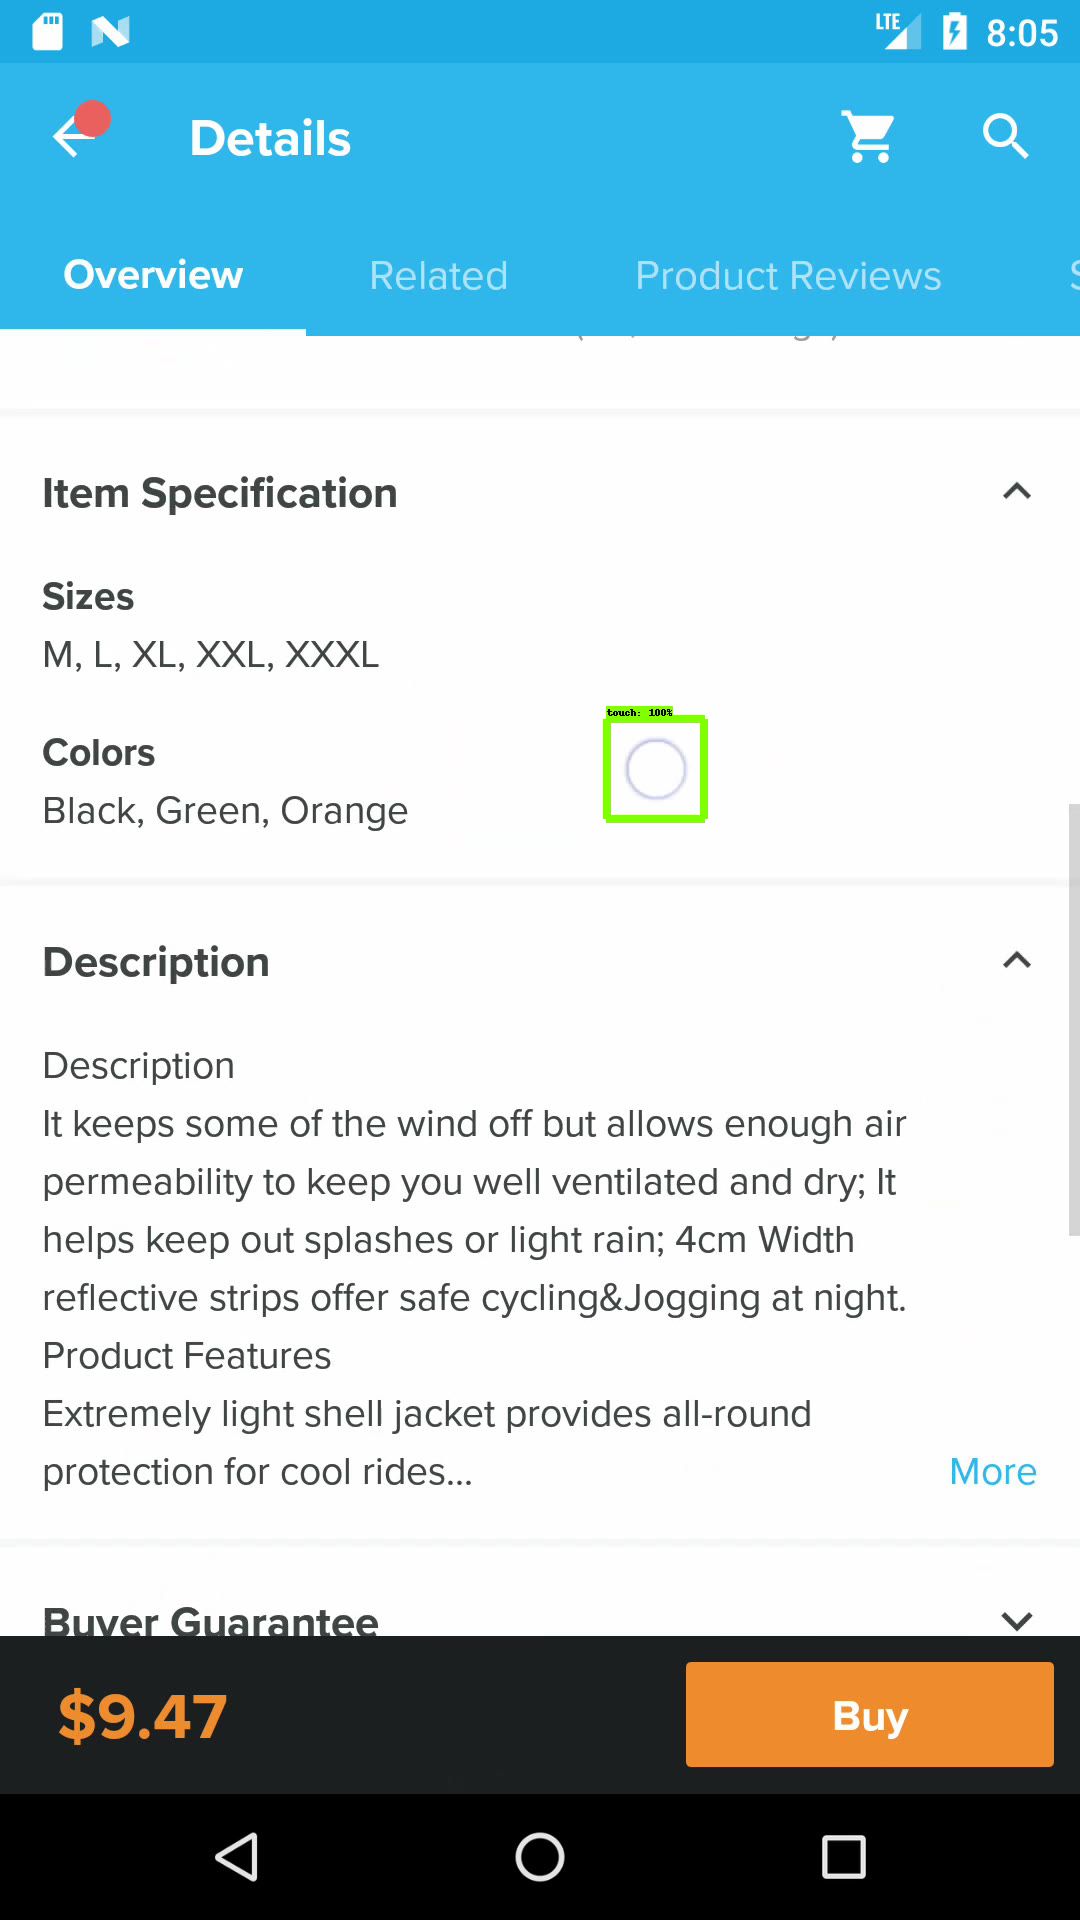 LTE 8:05
Details
Overview Related Product Reviews
Item Specification
Sizes
M, L, XL, XXL, XXXL
touch: 100%
Colors
Black, Green, Orange
Description
Description
It keeps some of the wind off but allows enough air
permeability to keep you well ventilated and dry; It
helps keep out splashes or light rain; 4cm Width
reflective strips offer safe cycling&Jogging at night.
Product Features
Extremely light shell jacket provides all-round
protection for cool rides... More
Buyer Guarantee
$9.47 Buy